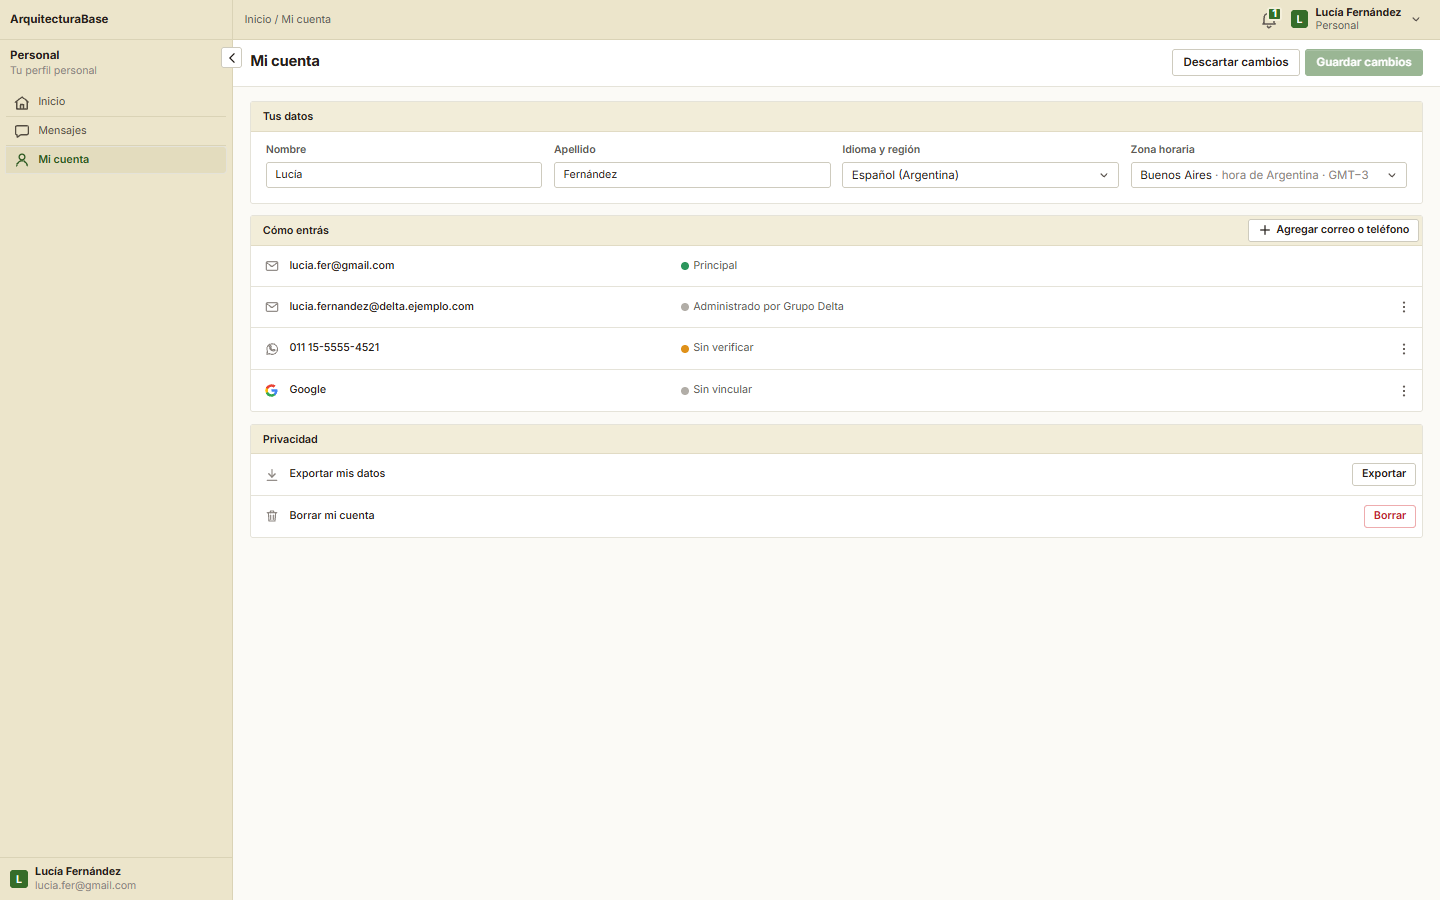 ArquitecturaBase
Inicio / Mi cuenta
1
L
Lucía Fernández
Personal
Personal
Tu perfil personal
Inicio
Mensajes
Mi cuenta
Mi cuenta
Descartar cambios
Guardar cambios
Tus datos
Nombre
Apellido
Idioma y región
Zona horaria
Lucía
Fernández
Español (Argentina)
Buenos Aires · hora de Argentina · GMT−3
Cómo entrás
Agregar correo o teléfono
lucia.fer@gmail.com
Principal
lucia.fernandez@delta.ejemplo.com
Administrado por Grupo Delta
011 15-5555-4521
Sin verificar
Google
Sin vincular
Privacidad
Exportar mis datos
Exportar
Borrar mi cuenta
Borrar
L
Lucía Fernández
lucia.fer@gmail.com